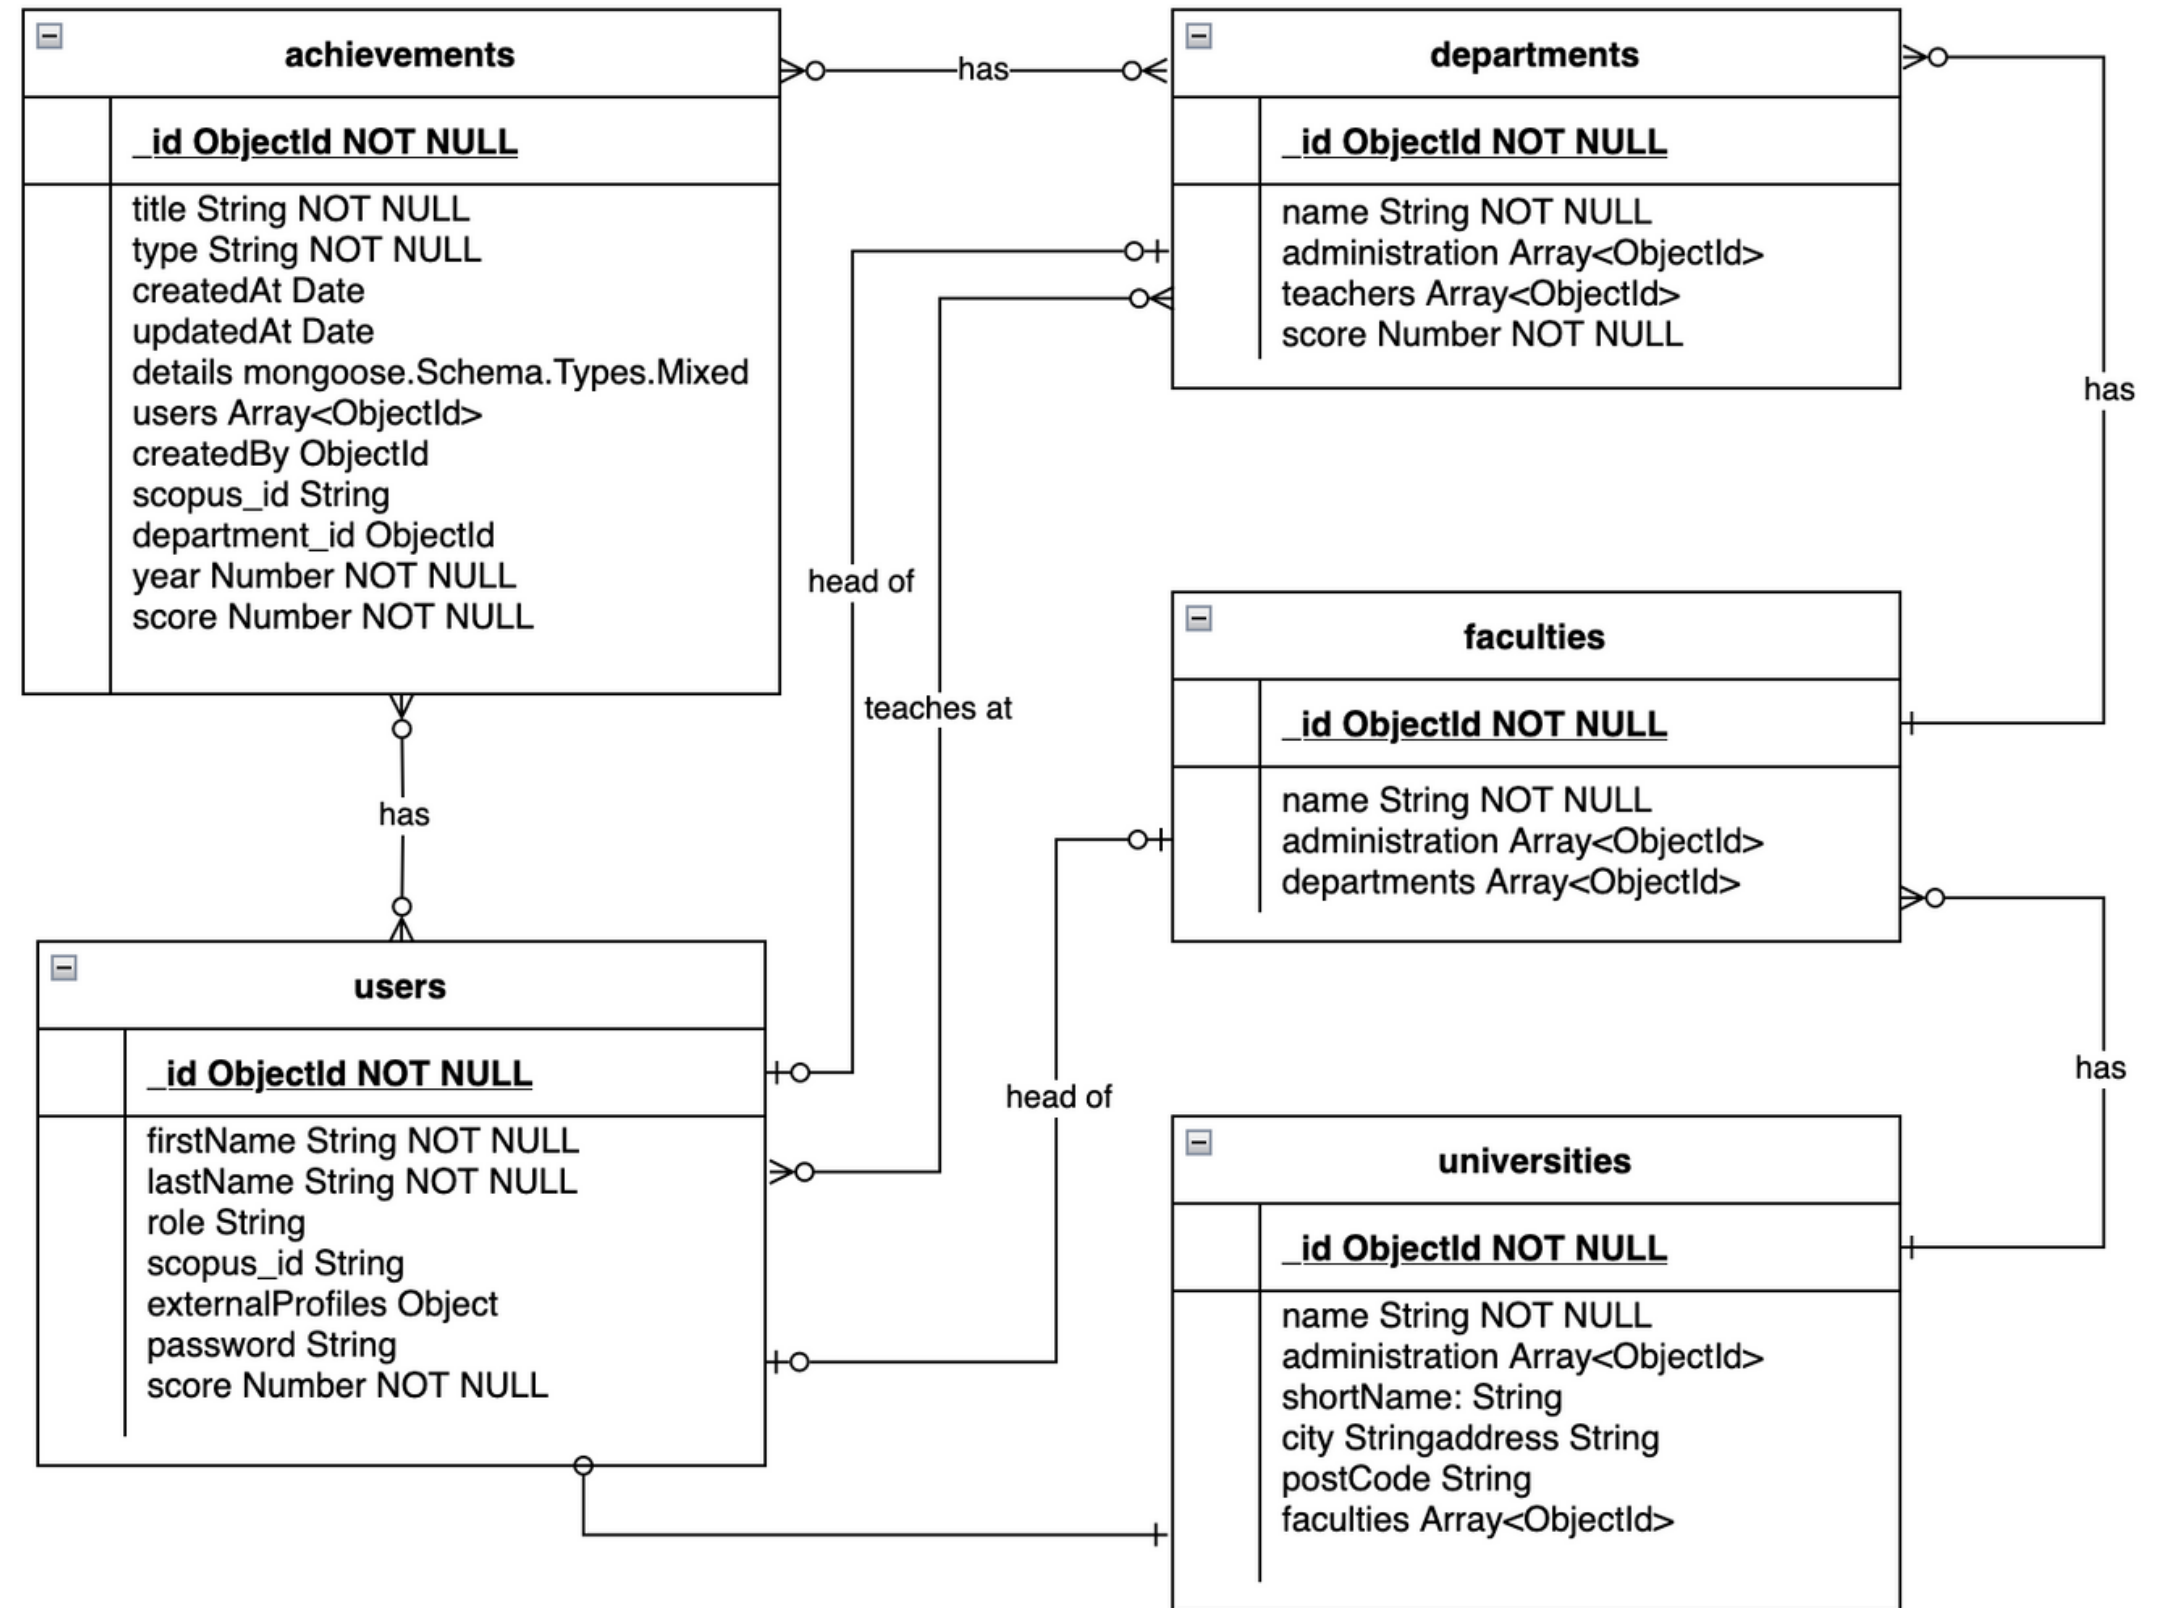 achievements
_id ObjectId NOT NULL
title String NOT NULL
type String NOT NULL
createdAt Date
updatedAt Date
details mongoose.Schema.Types.Mixed
users Array<ObjectId>
createdBy ObjectId
scopus_id String
department_id ObjectId
year Number NOT NULL
score Number NOT NULL
has
departments
_id ObjectId NOT NULL
name String NOT NULL
administration Array<ObjectId>
teachers Array<ObjectId>
score Number NOT NULL
has
head of
teaches at
has
faculties
_id ObjectId NOT NULL
name String NOT NULL
administration Array<ObjectId>
departments Array<ObjectId>
users
_id ObjectId NOT NULL
firstName String NOT NULL
lastName String NOT NULL
role String
scopus_id String
externalProfiles Object
password String
score Number NOT NULL
head of
has
universities
_id ObjectId NOT NULL
name String NOT NULL
administration Array<ObjectId>
shortName: String
city Stringaddress String
postCode String
faculties Array<ObjectId>